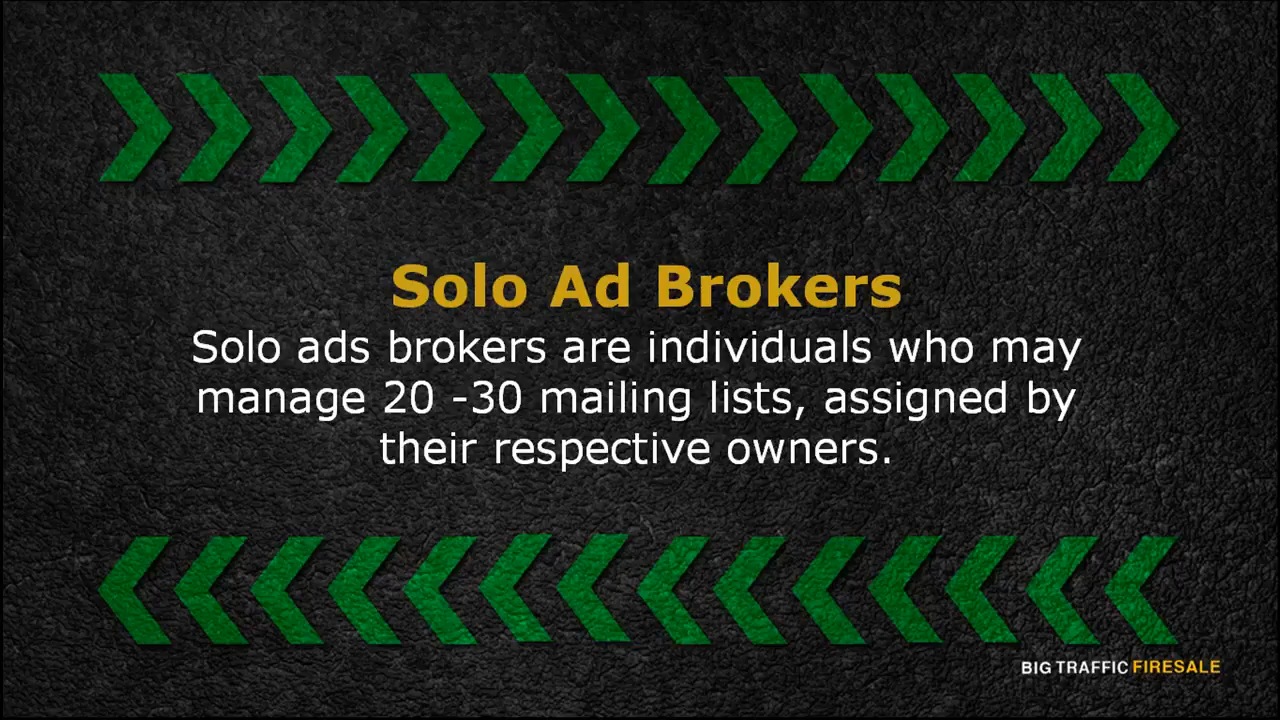 Solo Ad Brokers
Solo ads brokers are individuals who may
manage 20 -30 mailing lists, assigned by
their respective owners.
BIG TRAFFIC FIRESALE